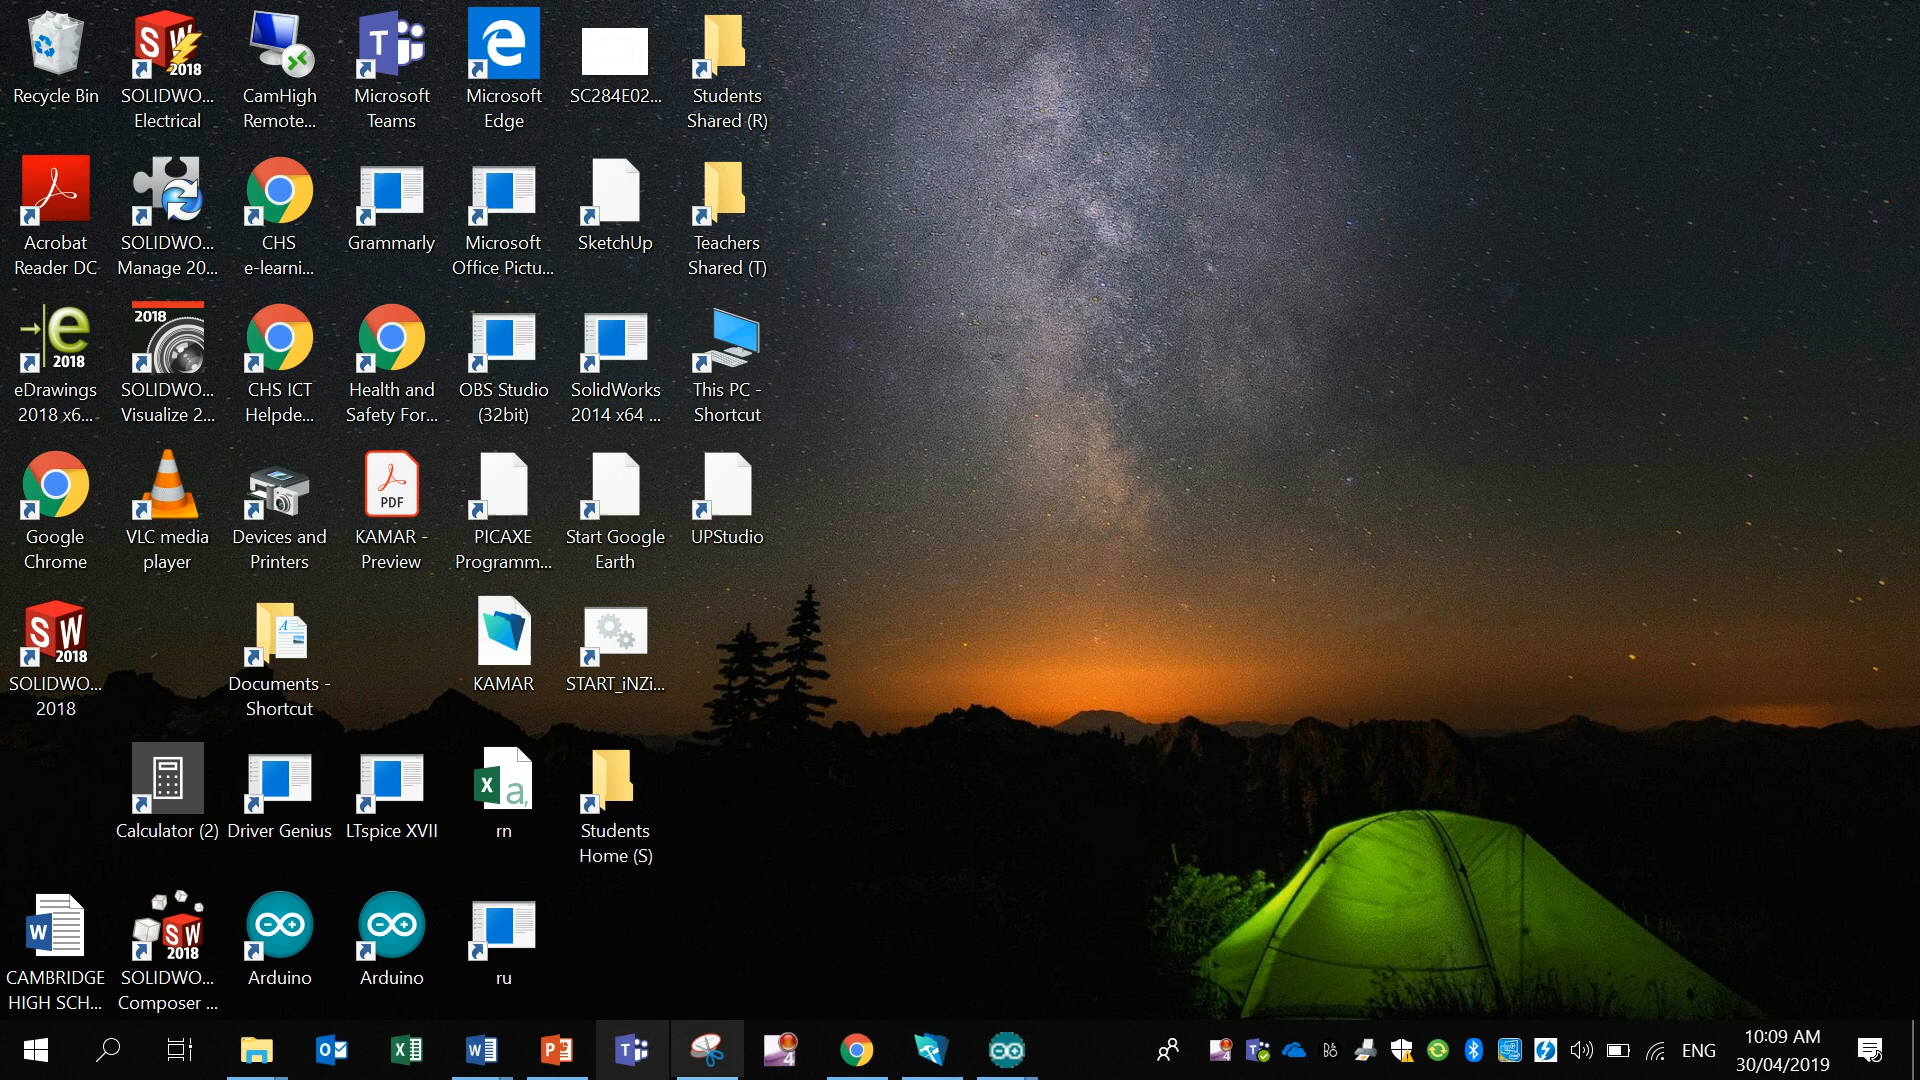 Recycle Bin
SOLIDWO...
Electrical
CamHigh
Remote...
Microsoft
Teams
Microsoft
Edge
SC284E02...
Students
Shared (R)
Acrobat
Reader DC
SOLIDWO...
Manage 20...
CHS
e-learni...
Grammarly
Microsoft
Office Pictu...
SketchUp
Teachers
Shared (T)
eDrawings
2018 x6...
SOLIDWO...
Visualize 2...
CHS ICT
Helpde...
Health and
Safety For...
OBS Studio
(32bit)
SolidWorks
2014 x64 ...
This PC -
Shortcut
Google
Chrome
VLC media
player
Devices and
Printers
PDF
KAMAR -
Preview
PICAXE
Programm...
Start Google
Earth
UPStudio
SOLIDWO...
2018
Documents -
Shortcut
KAMAR
START_iNZi...
Calculator (2)
Driver Genius
LTspice XVII
rn
Students
Home (S)
CAMBRIDGE
HIGH SCH...
SOLIDWO...
Composer ...
Arduino
Arduino
ru
ENG
10:09 AM
30/04/2019